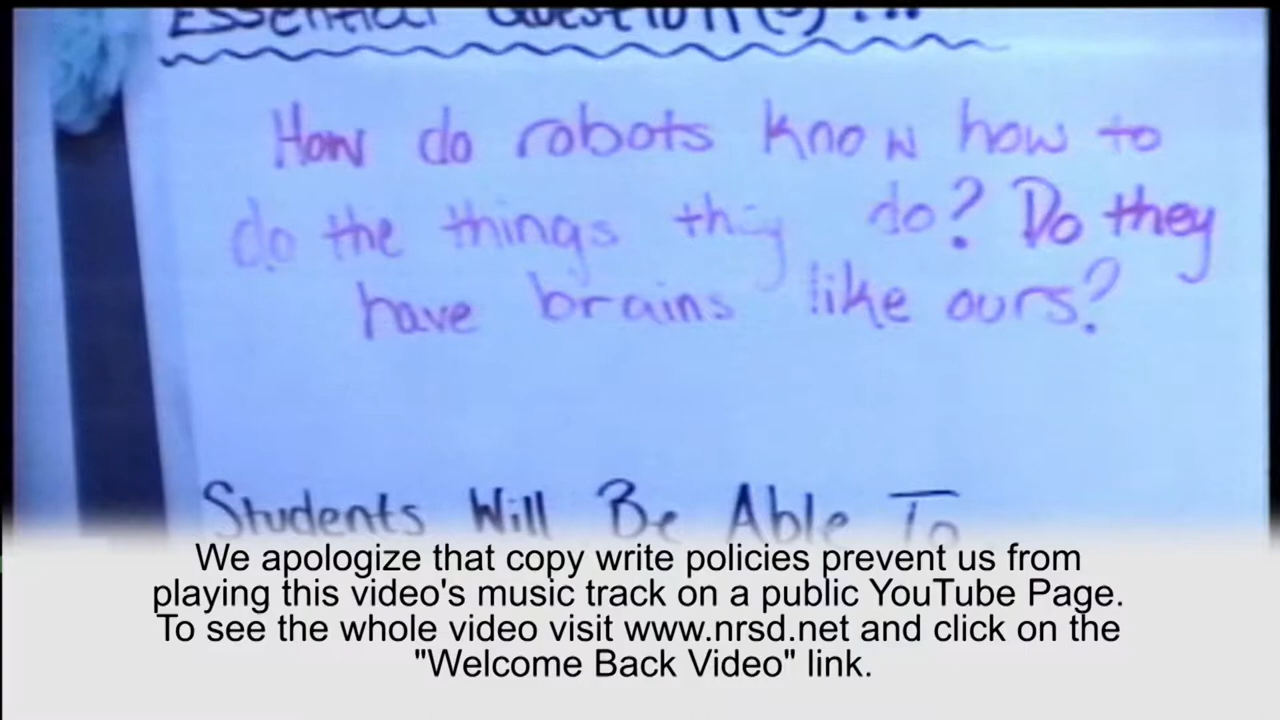 Essential Question(s)...
How do robots know how to
do the things they do? Do they
have brains like ours?
Students Will Be Able To
We apologize that copy write policies prevent us from
playing this video's music track on a public YouTube Page.
To see the whole video visit www.nrsd.net and click on the
"Welcome Back Video" link.